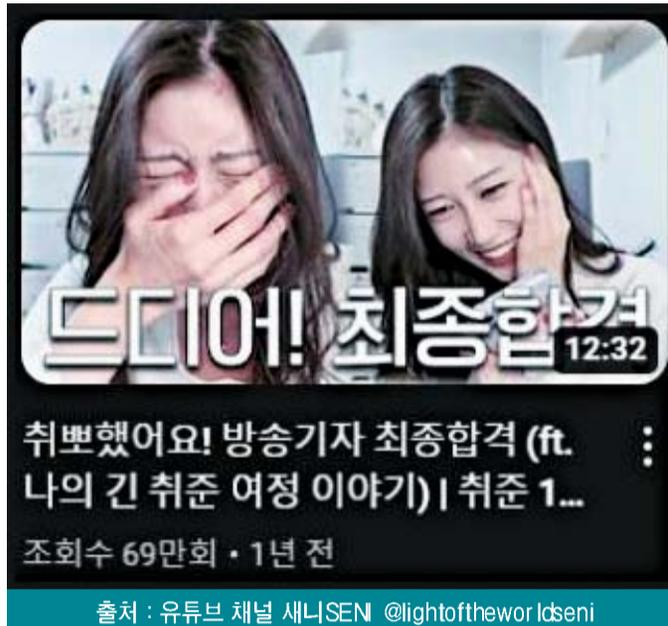 드디어! 최종합격
12:32
취뽀했어요! 방송기자 최종합격 (ft.
나의 긴 취준 여정 이야기) | 취준 1...
조회수 69만회 • 1년 전
출처 : 유튜브 채널 새니SENI @lightoftheworldseni